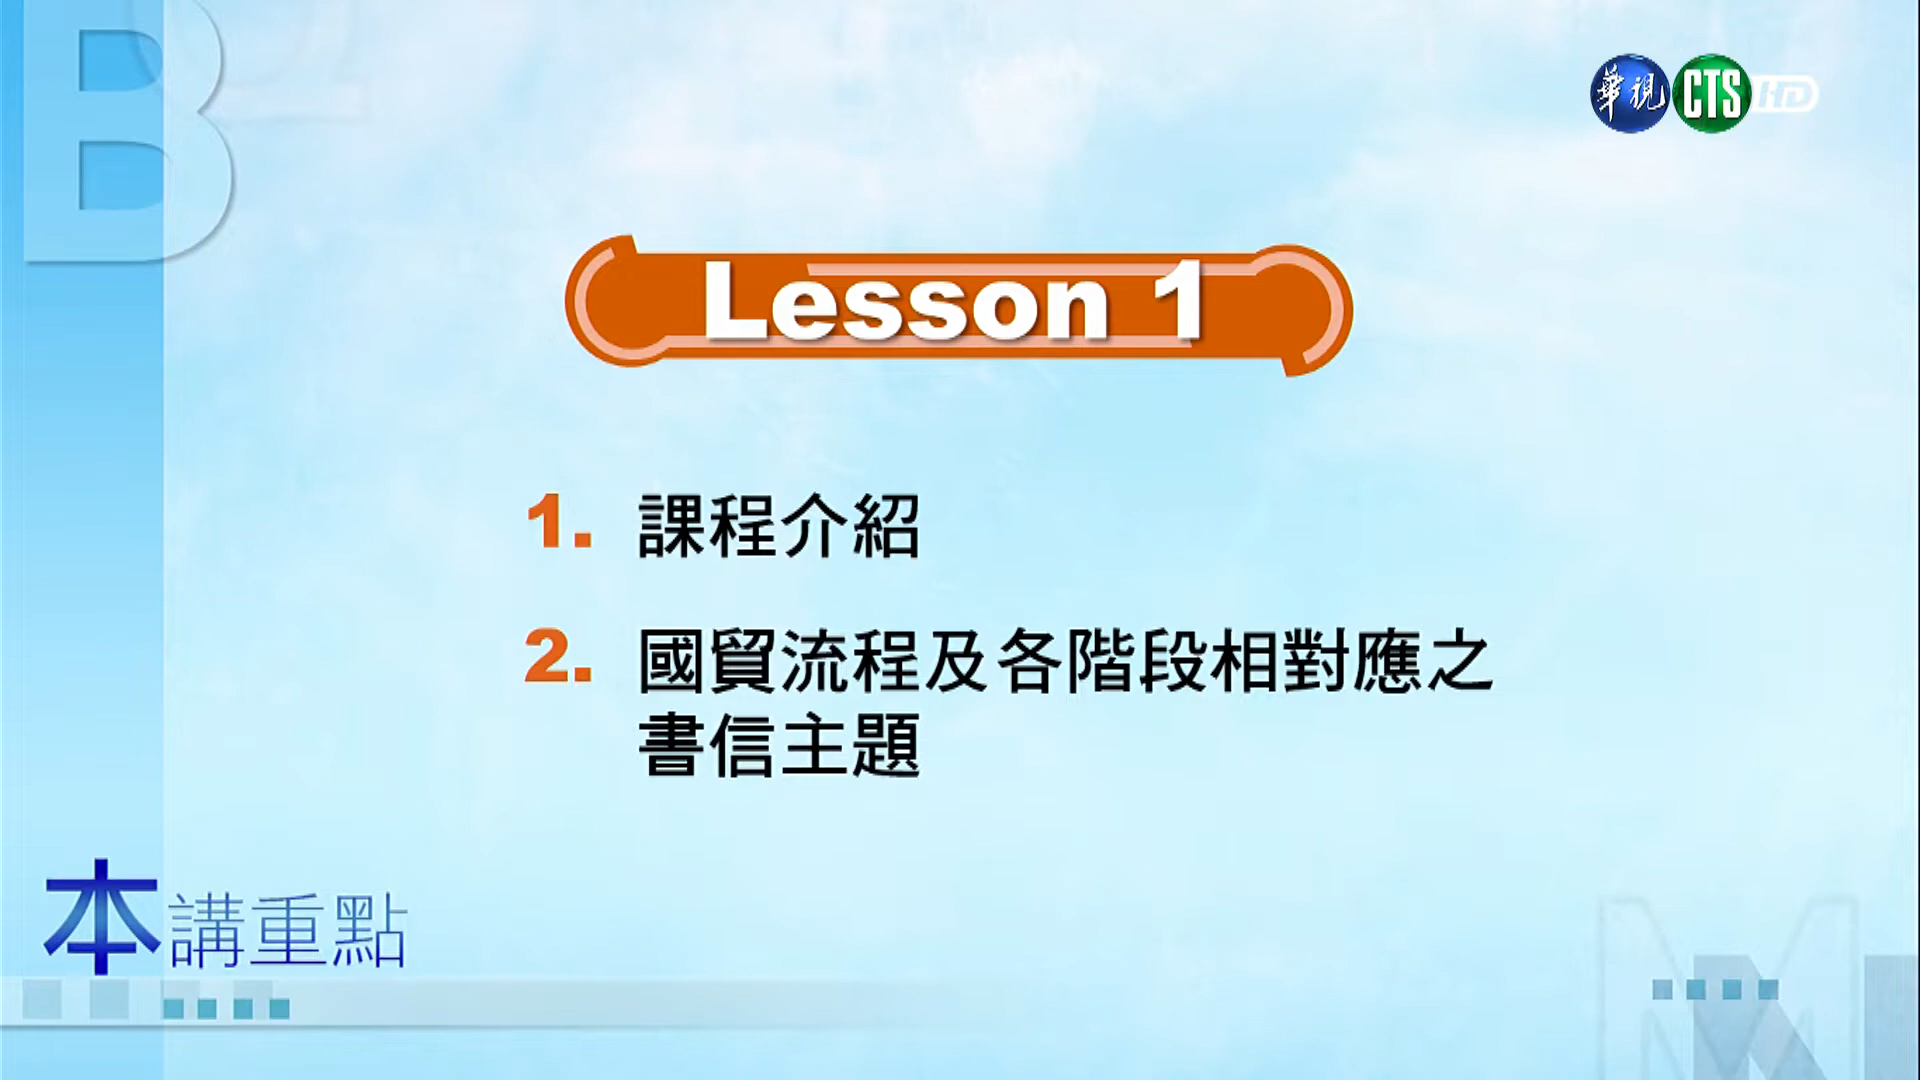 華視 CTS HD
Lesson 1
1. 課程介紹
2. 國貿流程及各階段相對應之
書信主題
本講重點